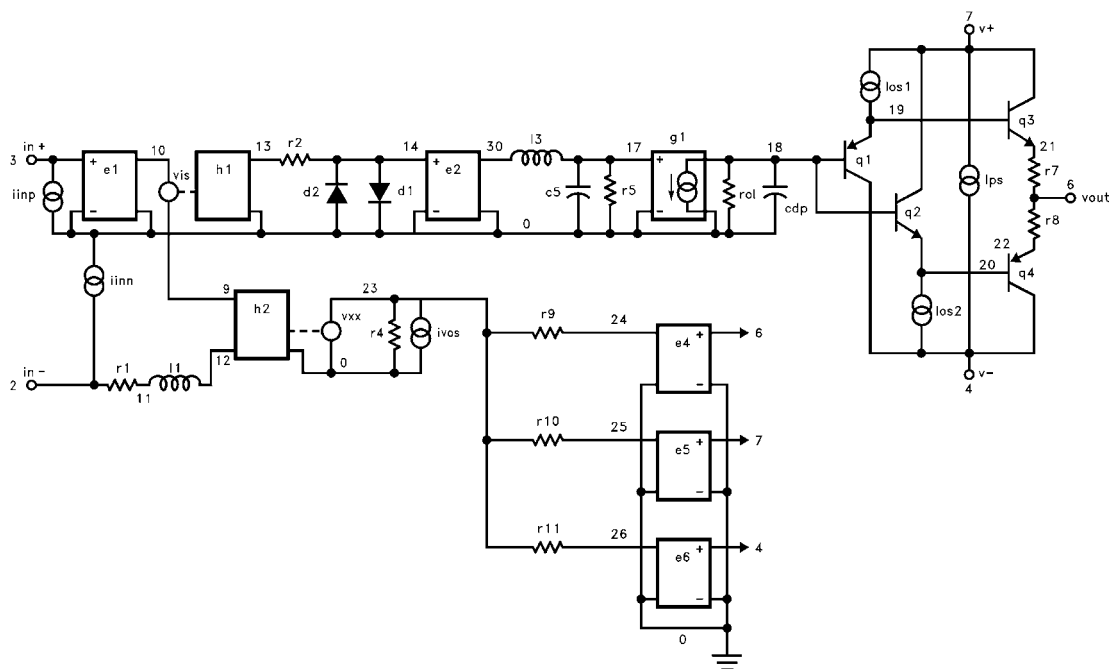 7
v+
Ios1
19
q3
in+
3
10
13
r2
14
30
l3
17
g1
18
q1
21
r7
6
vout
e1
vis
h1
d2
d1
e2
c5
r5
rol
cdp
Ips
iinp
q2
r8
0
22
20
q4
iinn
9
h2
vxx
23
r4
ivos
r9
24
e4
6
Ios2
12
0
in-
2
r1
11
l1
v-
4
r10
25
e5
7
r11
26
e6
4
0
+
-
+
-
+
-
+
-
+
-
+
-